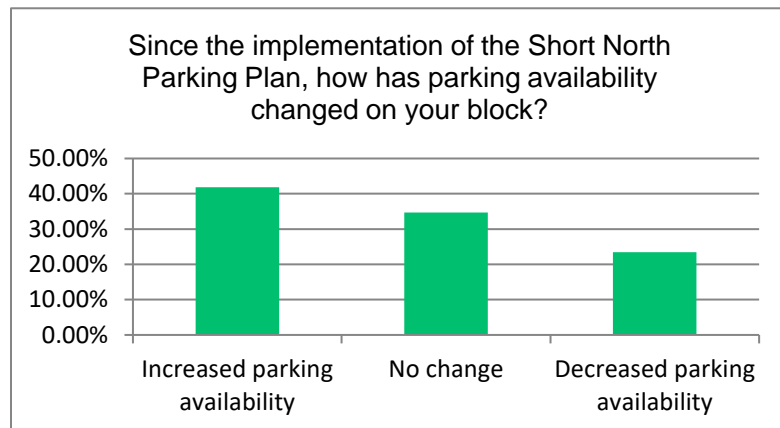 Since the implementation of the Short North
Parking Plan, how has parking availability
changed on your block?
50.00%
40.00%
30.00%
20.00%
10.00%
0.00%
Increased parking
availability
No change
Decreased parking
availability